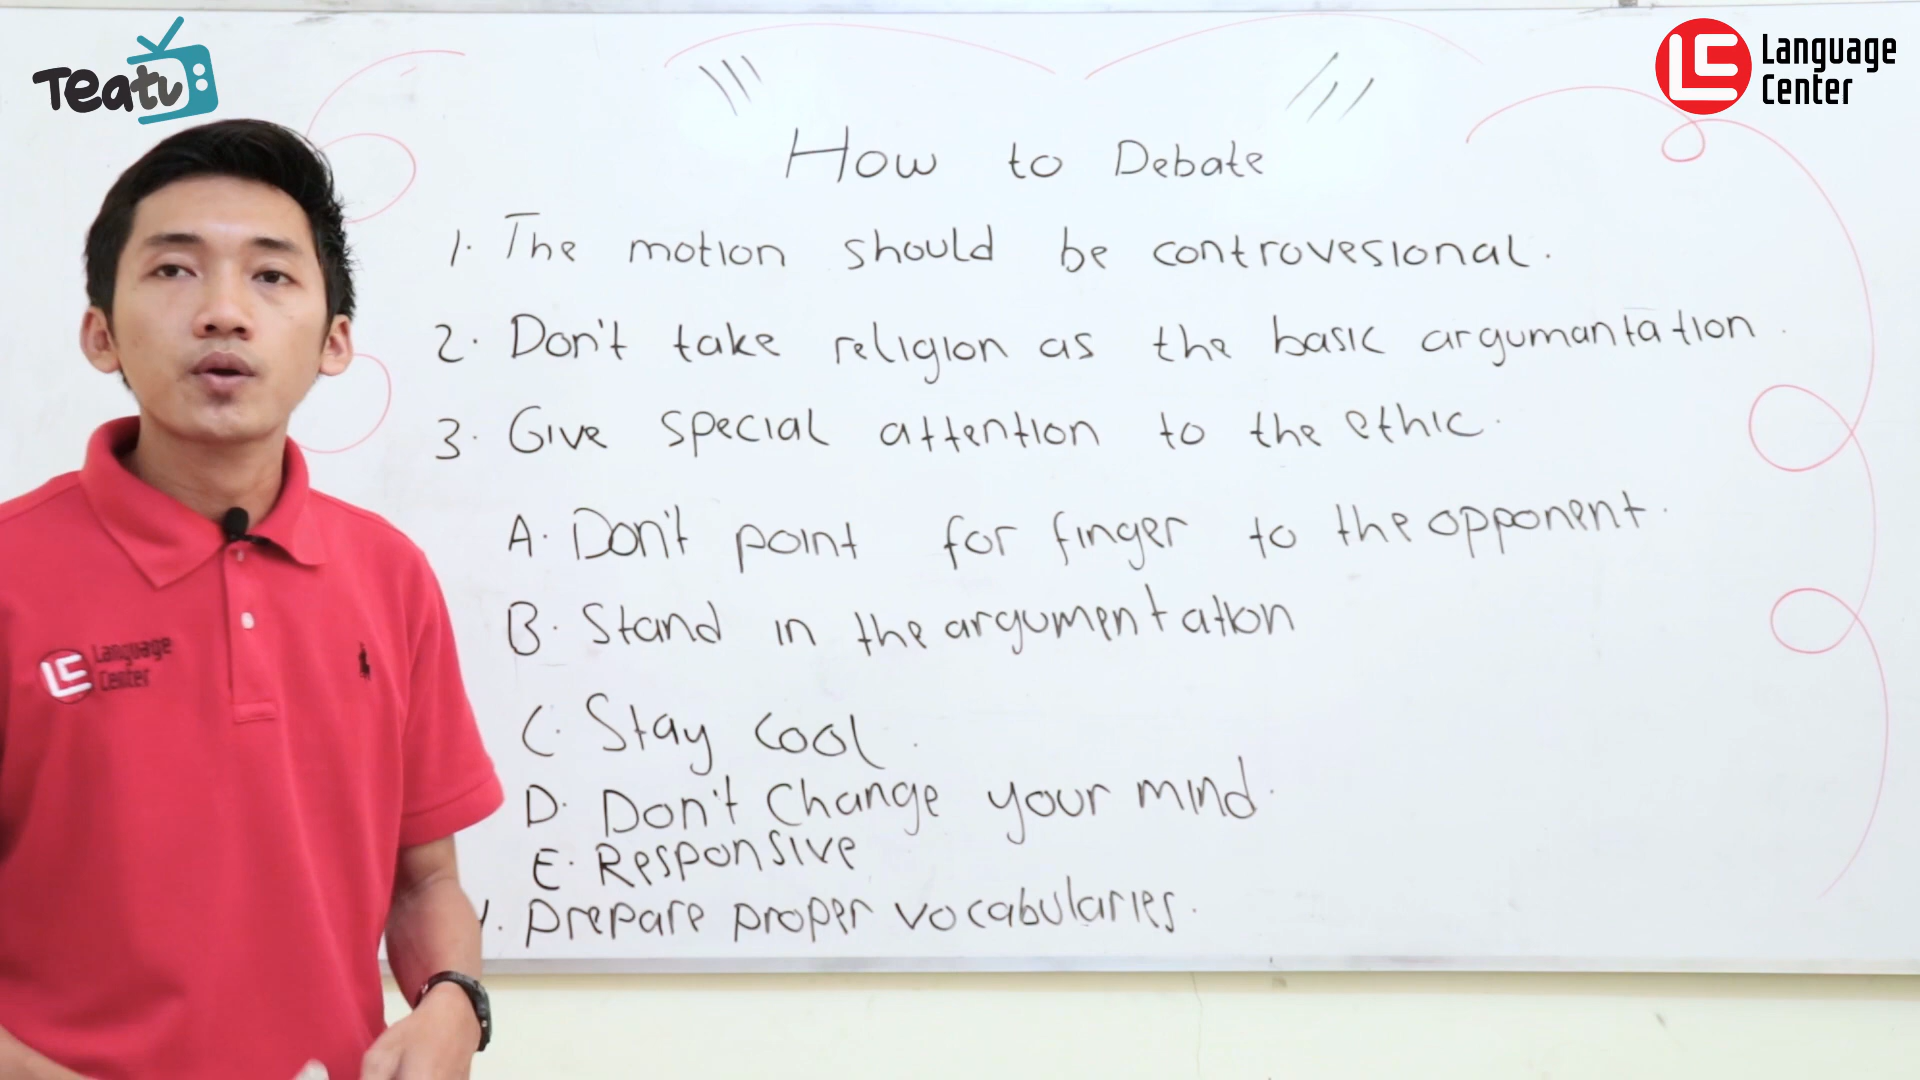 Teatv
Language
Center
How to Debate
1. The motion should be controvesional.
2. Don't take religion as the basic argumantation.
3. Give special attention to the ethic.
A. Don't point for finger to the opponent.
B. Stand in the argumentation
C. Stay cool.
D. Don't Change your mind.
E. Responsive
4. Prepare proper vocabularies.
Language
Center